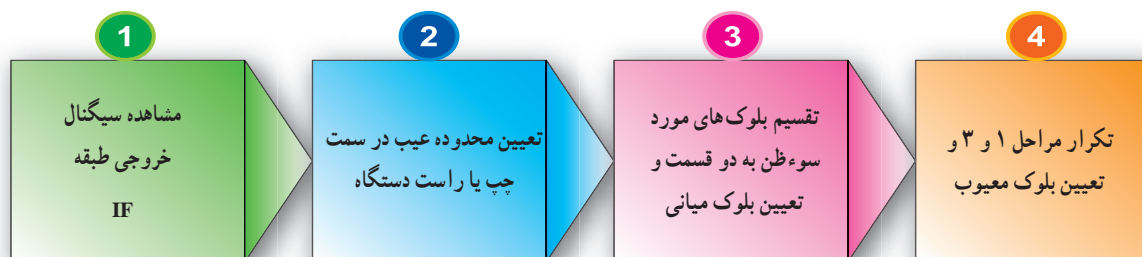 1
مشاهده سیگنال
خروجی طبقه
IF
2
تعیین محدوده عیب در سمت
چپ یا راست دستگاه
3
تقسیم بلوک‌های مورد
سوءظن به دو قسمت و
تعیین بلوک میانی
4
تکرار مراحل ۱ و ۳ و
تعیین بلوک معیوب